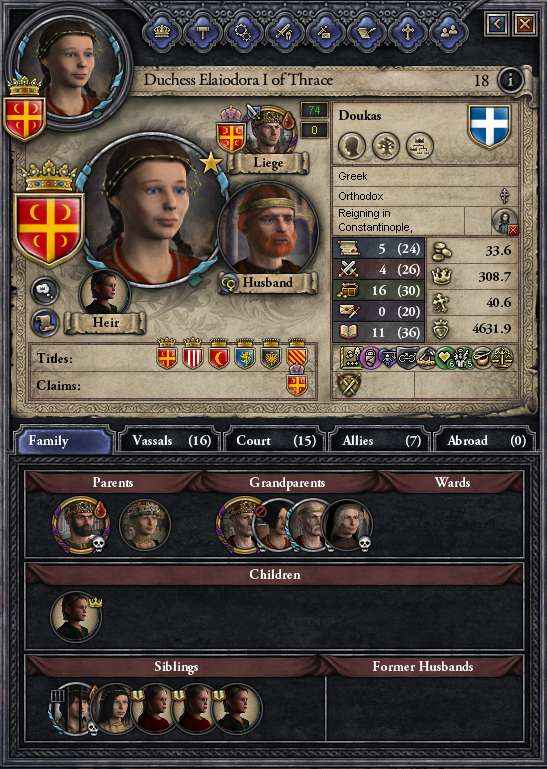 Duchess Elaiodora I of Thrace 18
74
0
Liege
Doukas
Greek
Orthodox
Reigning in
Constantinople,
Husband
Heir
5 (24) 33.6
4 (26) 308.7
16 (30) 40.6
0 (20) 4631.9
11 (36)
6 5
Titles:
Claims:
Family Vassals (16) Court (15) Allies (7) Abroad (0)
Parents Grandparents Wards
Children
Siblings Former Husbands